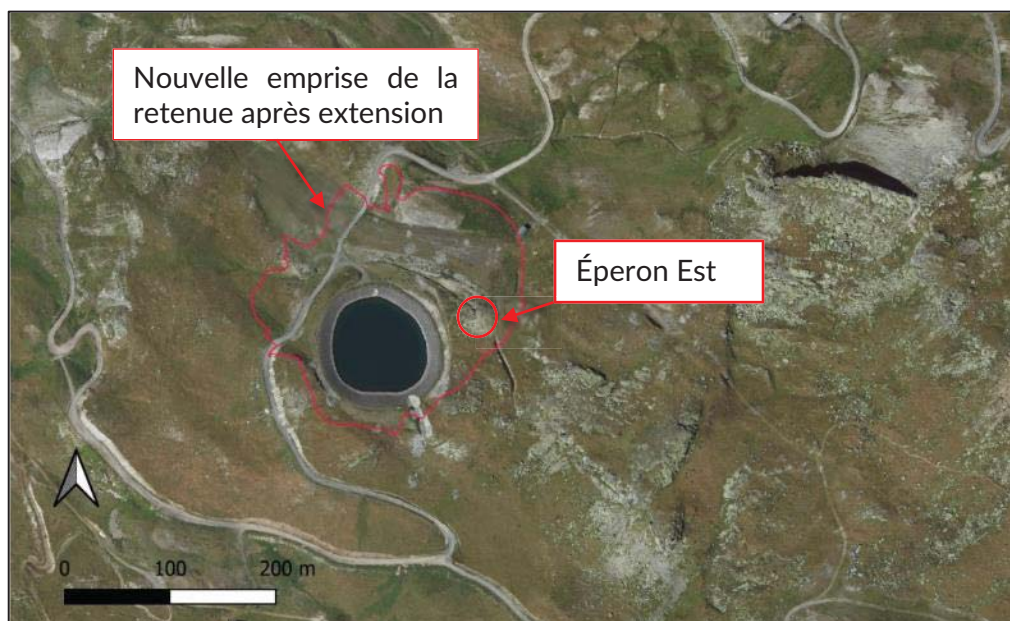 Nouvelle emprise de la
retenue après extension
Éperon Est
0 100 200 m